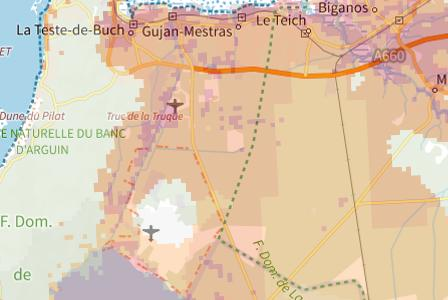 Biganos
Le Teich
La Teste-de-Buch
Gujan-Mestras
A660
M
Dune du Pilat
Truc de la Truque
E NATURELLE DU BANC
D'ARGUIN
F. Dom.
de
F. Dom. de La